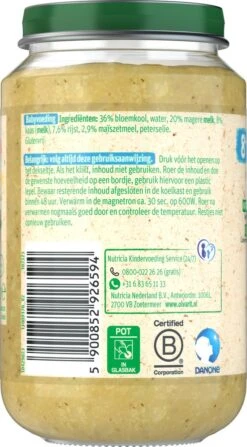 Babyvoeding Ingrediënten: 36% bloemkool, water, 20% magere melk, 8%
kaas (melk), 7,6% rijst, 2,9% maïszetmeel, peterselie.
Glutenvrij
Belangrijk: volg altijd deze gebruiksaanwijzing. Druk vóór het openen op
het dekseltje. Als het klikt, inhoud niet gebruiken. Roer de inhoud en doe
de gewenste hoeveelheid op een bordje, gebruik hiervoor een plastic
lepel. Bewaar resterende inhoud afgesloten in de koelkast en gebruik
binnen 48 uur. Verwarm in de magnetron ca. 30 sec, op 600W. Roer na
verwarmen nogmaals goed door en controleer de temperatuur. Restjes niet
opnieuw gebruiken.
8
Nutricia Kindervoeding Service (24/7)
0800-022 26 26 (gratis)
+31 6 83 65 11 33
Nutricia Nederland B.V., Antwoordnr. 10061,
2700 VB Zoetermeer www.olvarit.nl
5 900852 926594
POT
IN GLASBAK
Certified
B
Corporation
DANONE